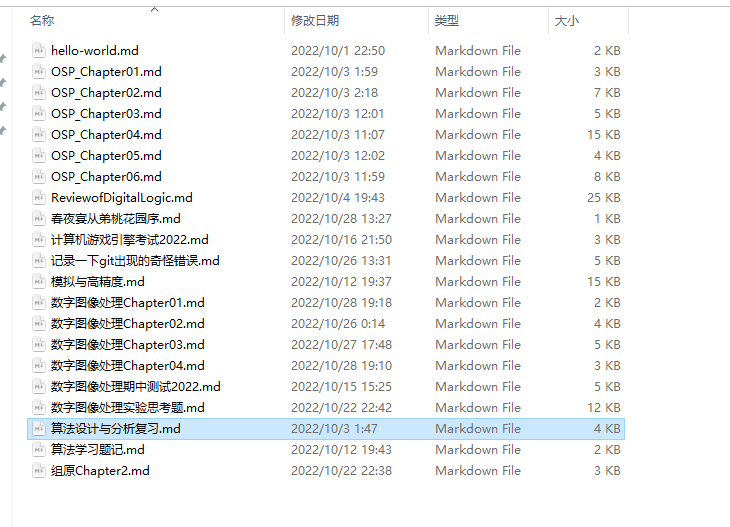 名称 修改日期 类型 大小
hello-world.md 2022/10/1 22:50 Markdown File 2 KB
OSP_Chapter01.md 2022/10/3 1:59 Markdown File 3 KB
OSP_Chapter02.md 2022/10/3 2:18 Markdown File 7 KB
OSP_Chapter03.md 2022/10/3 12:01 Markdown File 5 KB
OSP_Chapter04.md 2022/10/3 11:07 Markdown File 15 KB
OSP_Chapter05.md 2022/10/3 12:02 Markdown File 4 KB
OSP_Chapter06.md 2022/10/3 11:59 Markdown File 8 KB
ReviewofDigitalLogic.md 2022/10/4 19:43 Markdown File 25 KB
春夜宴从弟桃花园序.md 2022/10/28 13:27 Markdown File 1 KB
计算机游戏引擎考试2022.md 2022/10/16 21:50 Markdown File 3 KB
记录一下git出现的奇怪错误.md 2022/10/26 13:31 Markdown File 5 KB
模拟与高精度.md 2022/10/12 19:37 Markdown File 15 KB
数字图像处理Chapter01.md 2022/10/28 19:18 Markdown File 2 KB
数字图像处理Chapter02.md 2022/10/26 0:14 Markdown File 4 KB
数字图像处理Chapter03.md 2022/10/27 17:48 Markdown File 5 KB
数字图像处理Chapter04.md 2022/10/28 19:10 Markdown File 3 KB
数字图像处理期中测试2022.md 2022/10/15 15:25 Markdown File 5 KB
数字图像处理实验思考题.md 2022/10/22 22:42 Markdown File 12 KB
算法设计与分析复习.md 2022/10/3 1:47 Markdown File 4 KB
算法学习题记.md 2022/10/12 19:43 Markdown File 2 KB
组原Chapter2.md 2022/10/22 22:38 Markdown File 3 KB